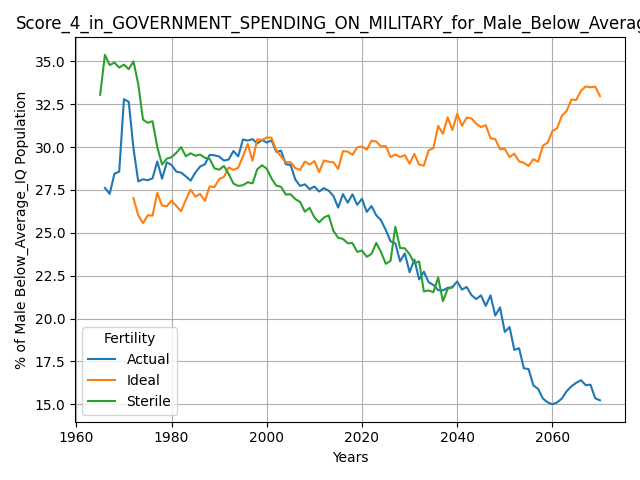 Score_4_in_GOVERNMENT_SPENDING_ON_MILITARY_for_Male_Below_Averag
% of Male Below_Average_IQ Population
35.0
32.5
30.0
27.5
25.0
22.5
20.0
17.5
15.0
Fertility
Actual
Ideal
Sterile
1960 1980 2000 2020 2040 2060
Years